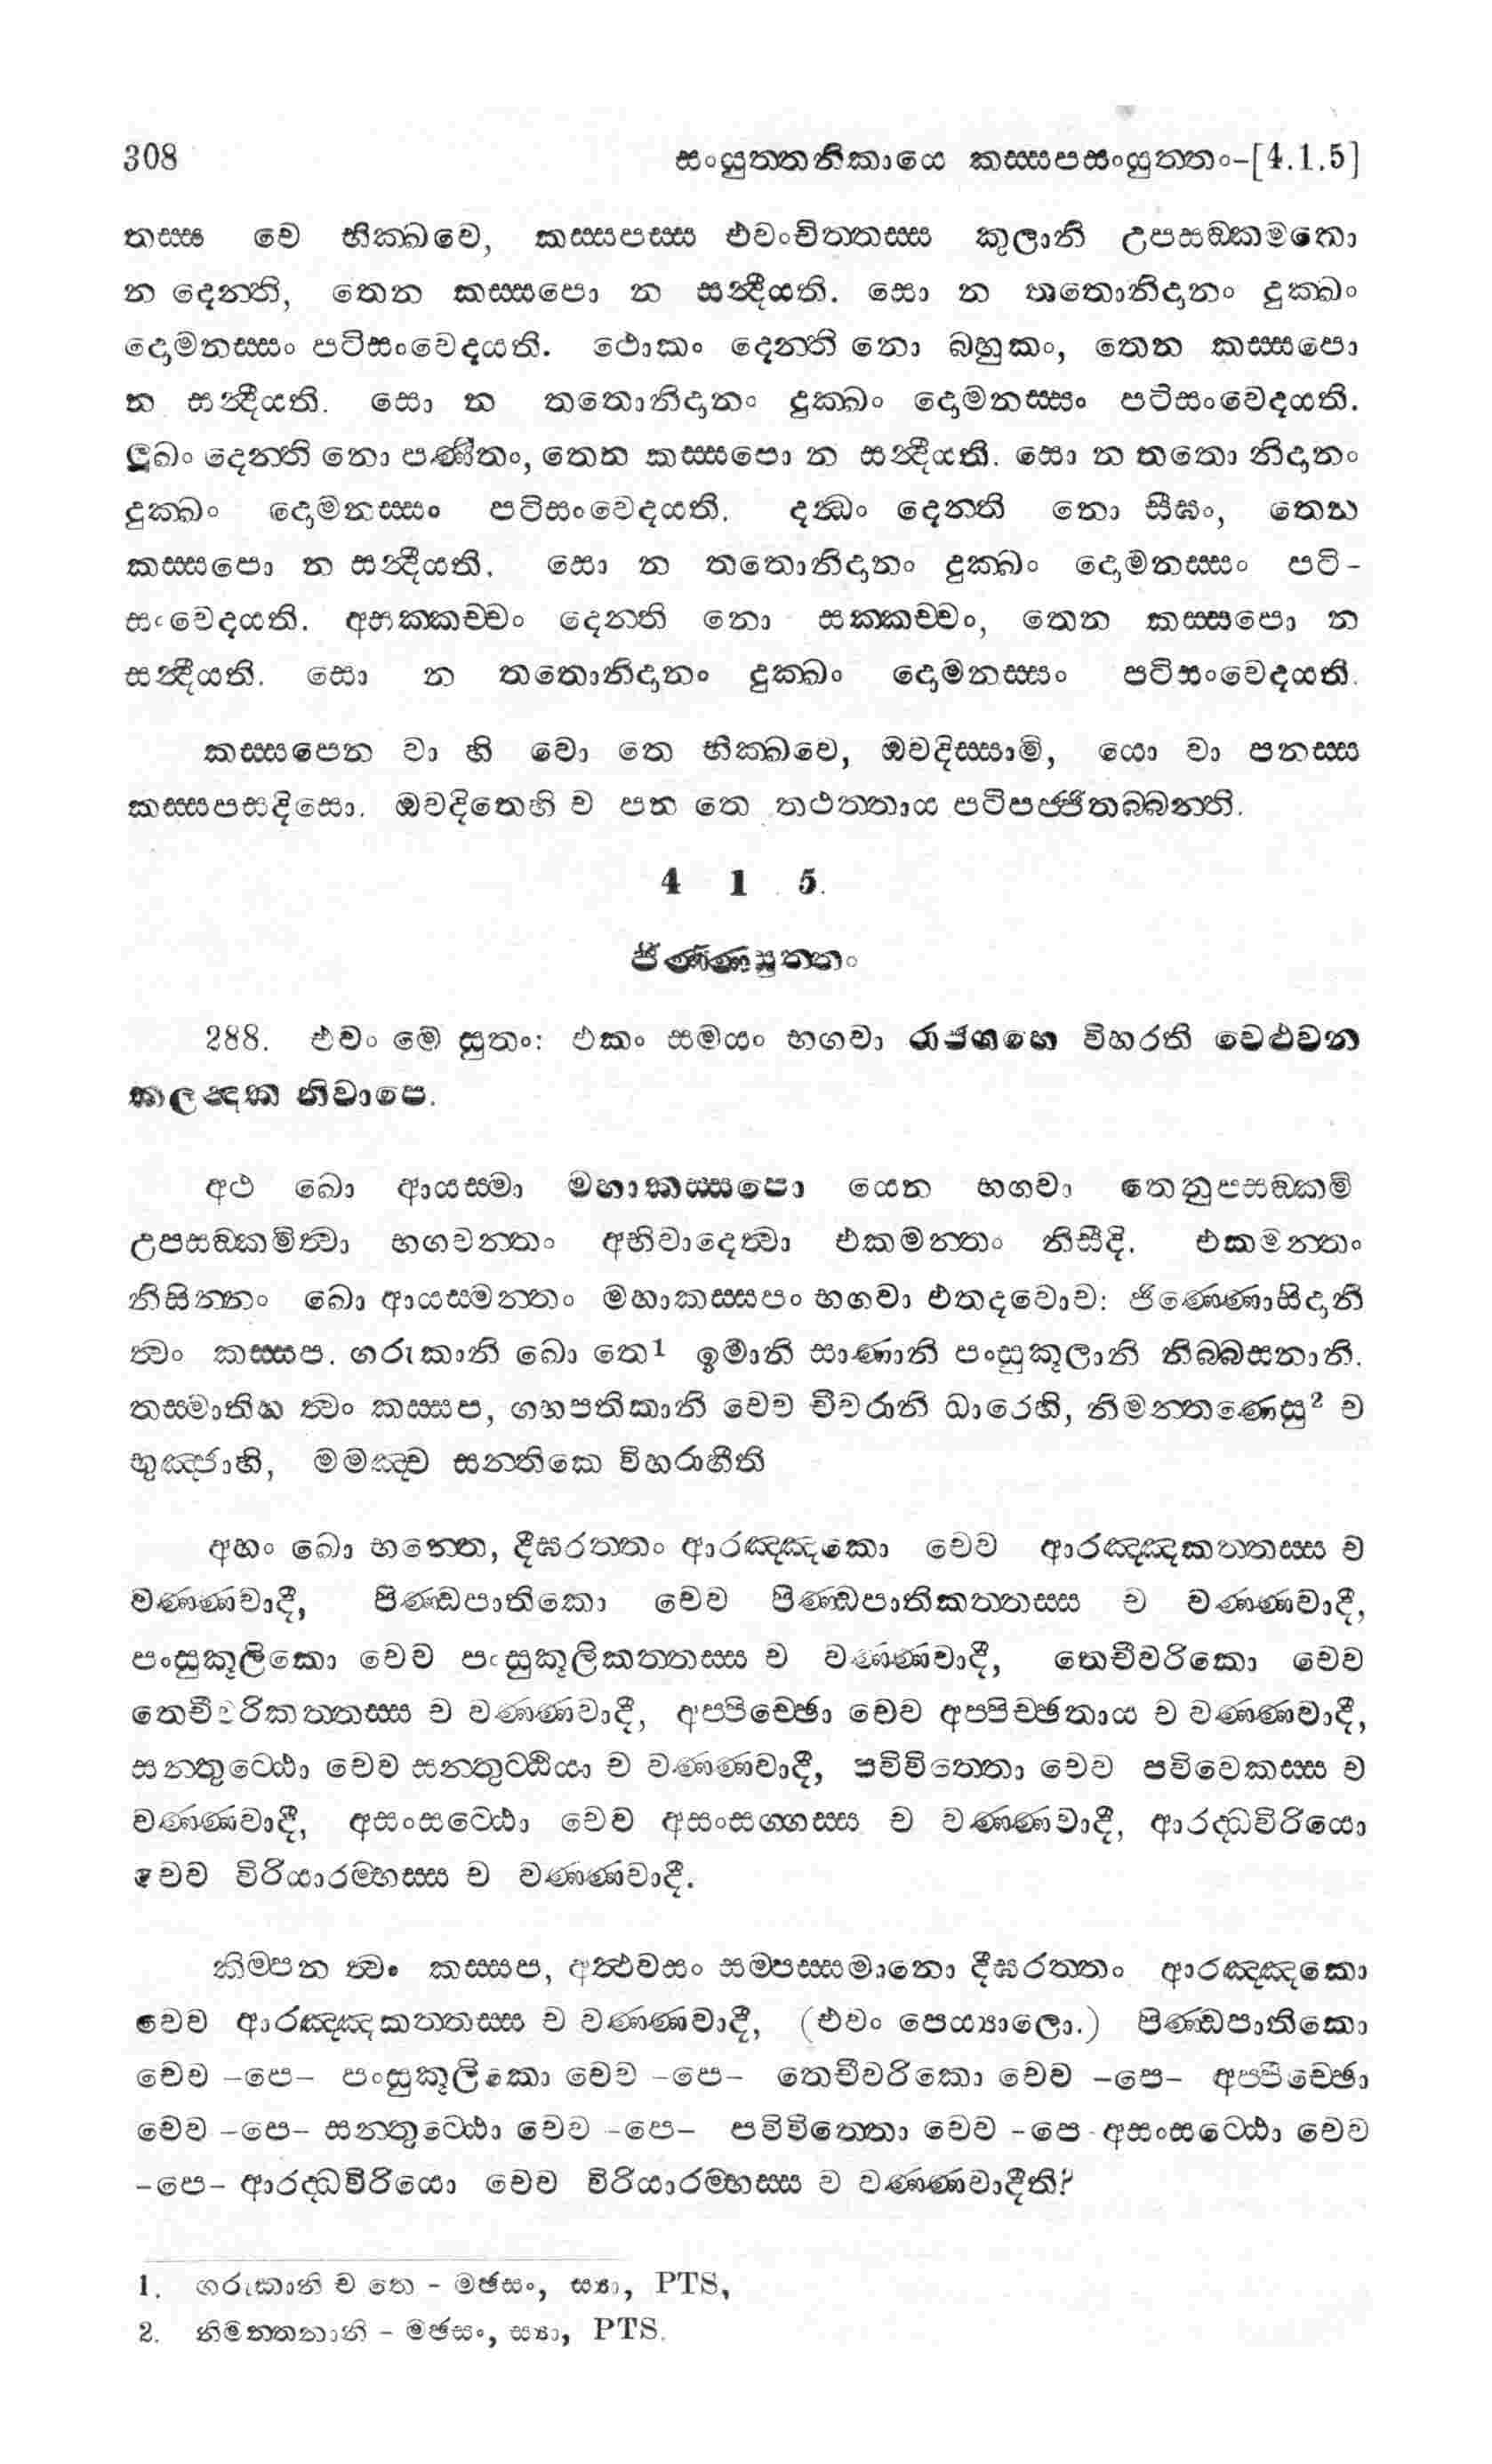 308 සංයුත්තනිකායෙ කස්සපසංයුත්තං-[4.1.5]
තස්ස චෙ භික්ඛවෙ, කස්සපස්ස එවංචිත්තස්ස කුලානි උපසඞ්කමතො
න දෙන්ති, තෙන කස්සපො න සන්දීයති. සො න තතොනිදානං දුක්ඛං
දොමනස්සං පටිසංවෙදයති. ථොකං දෙන්ති නො බහුකං, තෙන කස්සපො
න සන්දීයති. සො න තතොනිදානං දුක්ඛං දොමනස්සං පටිසංවෙදයති.
ලූඛං දෙන්ති නො පණීතං, තෙන කස්සපො න සන්දීයති. සො න තතො නිදානං
දුක්ඛං දොමනස්සං පටිසංවෙදයති. දන්ධං දෙන්ති නො සීඝං, තෙන
කස්සපො න සන්දීයති. සො න තතොනිදානං දුක්ඛං දොමනස්සං පටි-
සංවෙදයති. අසක්කච්චං දෙන්ති නො සක්කච්චං, තෙන කස්සපො න
සන්දීයති. සො න තතොනිදානං දුක්ඛං දොමනස්සං පටිසංවෙදයති.
කස්සපෙන වා හි වො තෙ භික්ඛවෙ, ඔවදිස්සාමි, යො වා පනස්ස
කස්සපසදිසො. ඔවදිතෙහි ච පන තෙ තථත්තාය පටිපජ්ජිතබ්බන්ති.
4 1 5.
ජිණ්ණසුත්තං
288. එවං මෙ සුතං: එකං සමයං භගවා රාජගහෙ විහරති වෙළුවන
කලන්දක නිවාපෙ.
අථ ඛො ආයස්මා මහාකස්සපො යෙන භගවා තෙනුපසඞ්කමි
උපසඞ්කමිත්වා භගවන්තං අභිවාදෙත්වා එකමන්තං නිසීදි. එකමන්තං
නිසින්නං ඛො ආයස්මන්තං මහාකස්සපං භගවා එතදවොච: ජිණ්ණොසිදානි
ත්වං කස්සප. ගරුකානි ඛො තෙ¹ ඉමානි සාණානි පංසුකූලානි නිබ්බසනානි.
තස්මාතිහ ත්වං කස්සප, ගහපතිකානි චෙව චීවරානි ධාරෙහි, නිමන්තණෙසු² ච
භුඤ්ජාහි, මමඤ්ච සන්තිකෙ විහරාහීති
අහං ඛො භන්තෙ, දීඝරත්තං ආරඤ්ඤකො චෙව ආරඤ්ඤකත්තස්ස ච
වණ්ණවාදී, පිණ්ඩපාතිකො චෙව පිණ්ඩපාතිකත්තස්ස ච වණ්ණවාදී,
පංසුකූලිකො චෙව පංසුකූලිකත්තස්ස ච වණ්ණවාදී, තෙචීවරිකො චෙව
තෙචීවරිකත්තස්ස ච වණ්ණවාදී, අප්පිච්ඡො චෙව අප්පිච්ඡතාය ච වණ්ණවාදී,
සන්තුට්ඨො චෙව සන්තුට්ඨියා ච වණ්ණවාදී, පවිවිත්තො චෙව පවිවෙකස්ස ච
වණ්ණවාදී, අසංසට්ඨො චෙව අසංසග්ගස්ස ච වණ්ණවාදී, ආරද්ධවිරියො
චෙව විරියාරම්භස්ස ච වණ්ණවාදී.
කිම්පන ත්වං කස්සප, අත්ථවසං සම්පස්සමානො දීඝරත්තං ආරඤ්ඤකො
චෙව ආරඤ්ඤකත්තස්ස ච වණ්ණවාදී, (එවං පෙය්‍යාලො.) පිණ්ඩපාතිකො
චෙව -පෙ- පංසුකූලිකො චෙව -පෙ- තෙචීවරිකො චෙව -පෙ- අප්පිච්ඡො
චෙව -පෙ- සන්තුට්ඨො චෙව -පෙ- පවිවිත්තො චෙව -පෙ- අසංසට්ඨො චෙව
-පෙ- ආරද්ධවිරියො චෙව විරියාරම්භස්ස ච වණ්ණවාදීති?
1. ගරුකානි ච තෙ - මඡසං, ස්‍යා, PTS,
2. නිමන්තනානි - මඡසං, ස්‍යා, PTS.